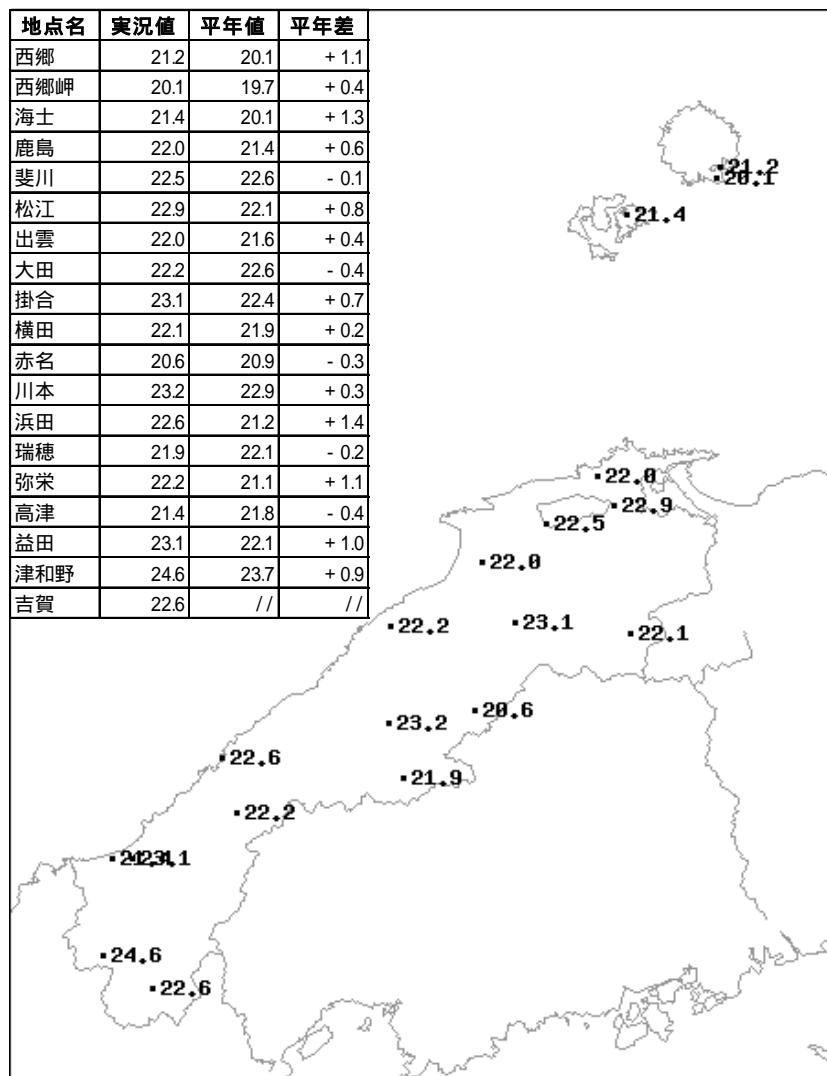 地点名 実況値 平年値 平年差
西郷 21.2 20.1 + 1.1
西郷岬 20.1 19.7 + 0.4
海士 21.4 20.1 + 1.3
鹿島 22.0 21.4 + 0.6
斐川 22.5 22.6 - 0.1
松江 22.9 22.1 + 0.8
出雲 22.0 21.6 + 0.4
大田 22.2 22.6 - 0.4
掛合 23.1 22.4 + 0.7
横田 22.1 21.9 + 0.2
赤名 20.6 20.9 - 0.3
川本 23.2 22.9 + 0.3
浜田 22.6 21.2 + 1.4
瑞穂 21.9 22.1 - 0.2
弥栄 22.2 21.1 + 1.1
高津 21.4 21.8 - 0.4
益田 23.1 22.1 + 1.0
津和野 24.6 23.7 + 0.9
吉賀 22.6 // //
21.2
20.1
21.4
22.0
22.9
22.5
22.0
22.2
23.1
22.1
20.6
23.2
22.6
21.9
22.2
21.4
23.1
24.6
22.6